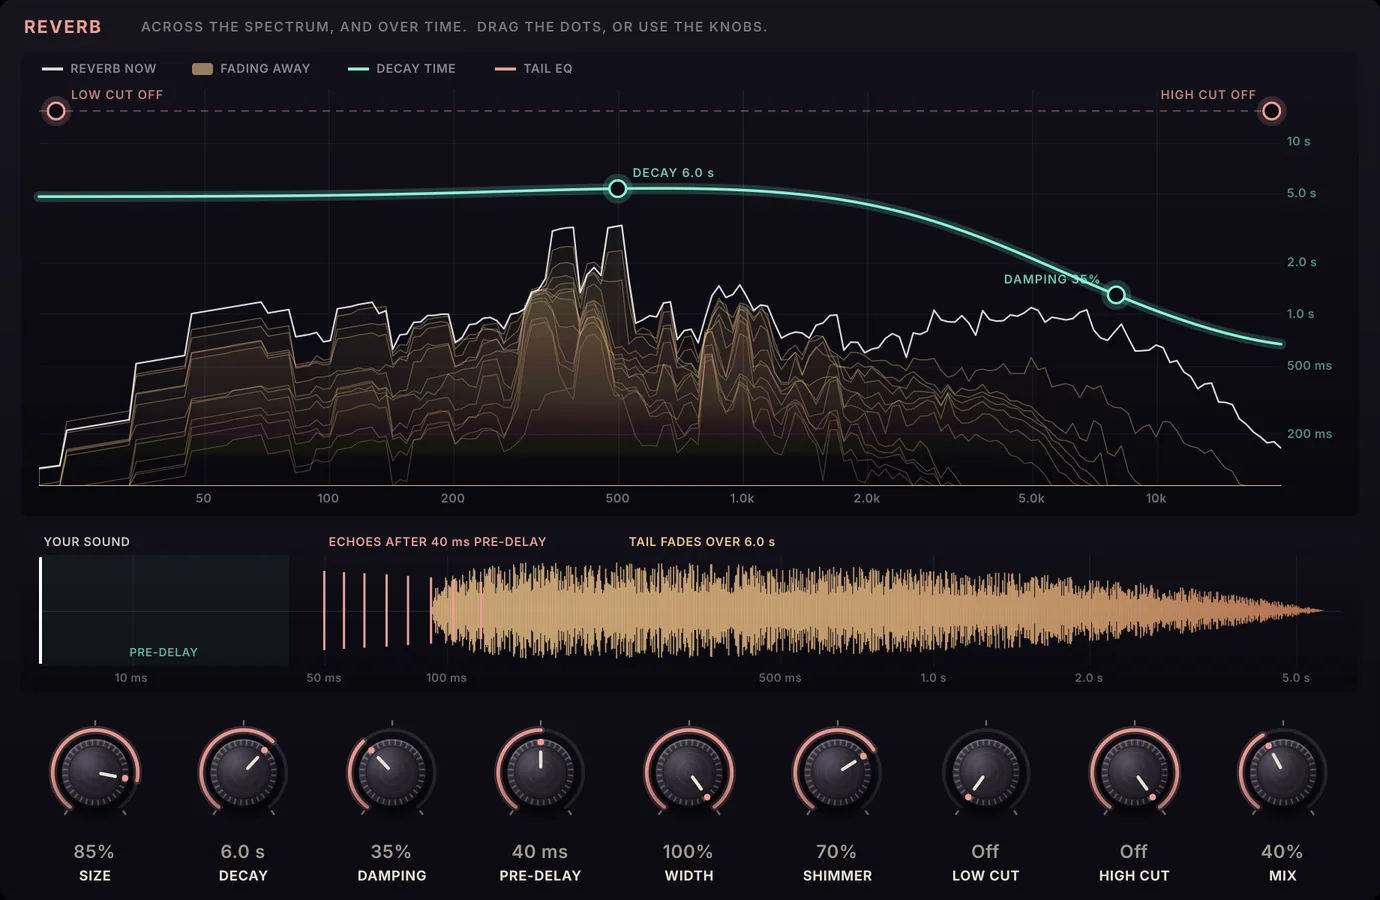 REVERB ACROSS THE SPECTRUM, AND OVER TIME. DRAG THE DOTS, OR USE THE KNOBS.
REVERB NOW FADING AWAY DECAY TIME TAIL EQ
LOW CUT OFF HIGH CUT OFF
10 s
DECAY 6.0 s
5.0 s
2.0 s
DAMPING 35%
1.0 s
500 ms
200 ms
50 100 200 500 1.0k 2.0k 5.0k 10k
YOUR SOUND ECHOES AFTER 40 ms PRE-DELAY TAIL FADES OVER 6.0 s
PRE-DELAY
10 ms 50 ms 100 ms 500 ms 1.0 s 2.0 s 5.0 s
85% 6.0 s 35% 40 ms 100% 70% Off Off 40%
SIZE DECAY DAMPING PRE-DELAY WIDTH SHIMMER LOW CUT HIGH CUT MIX